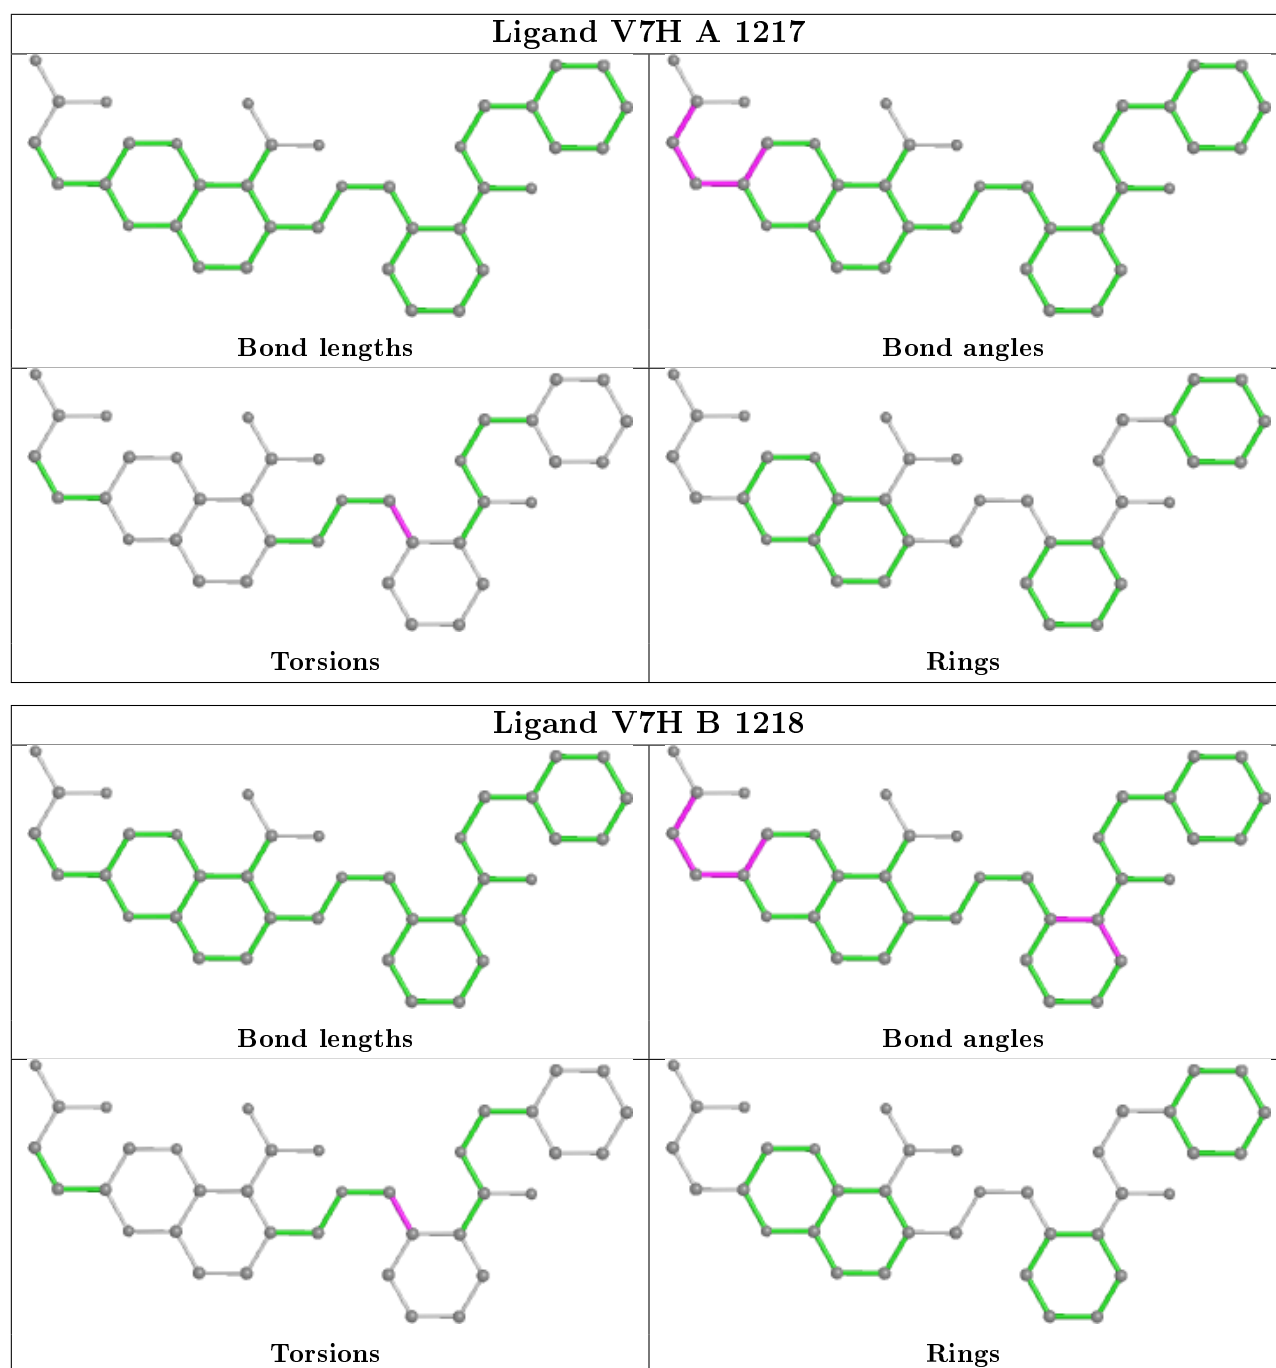 Ligand V7H A 1217
Bond lengths
Bond angles
Torsions
Rings
Ligand V7H B 1218
Bond lengths
Bond angles
Torsions
Rings